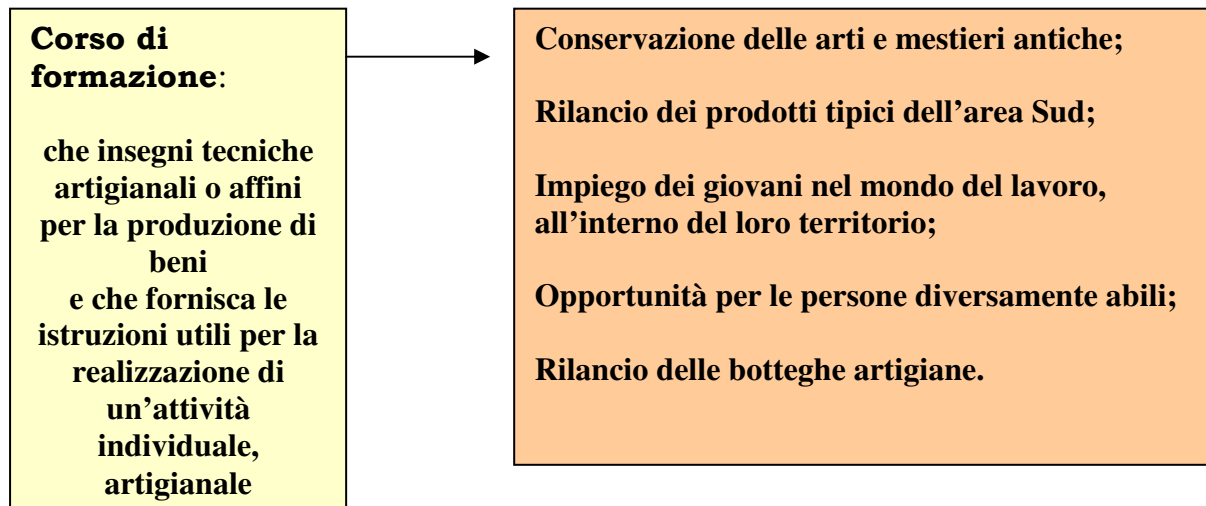 Corso di
formazione:
che insegni tecniche
artigianali o affini
per la produzione di
beni
e che fornisca le
istruzioni utili per la
realizzazione di
un’attività
individuale,
artigianale
Conservazione delle arti e mestieri antiche;
Rilancio dei prodotti tipici dell’area Sud;
Impiego dei giovani nel mondo del lavoro,
all’interno del loro territorio;
Opportunità per le persone diversamente abili;
Rilancio delle botteghe artigiane.